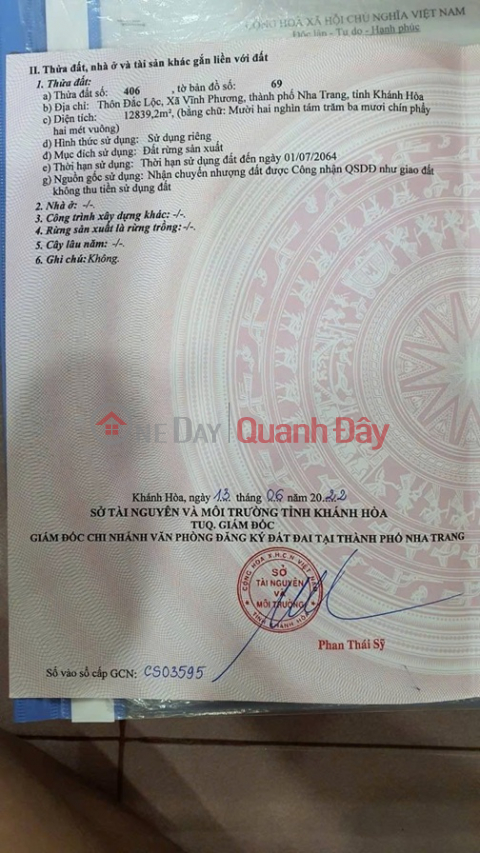 CỘNG HOÀ XÃ HỘI CHỦ NGHĨA VIỆT NAM
Độc lập - Tự do - Hạnh phúc
II. Thửa đất, nhà ở và tài sản khác gắn liền với đất
1. Thửa đất:
a) Thửa đất số: 406 , tờ bản đồ số: 69
b) Địa chỉ: Thôn Đắc Lộc, Xã Vĩnh Phương, thành phố Nha Trang, tỉnh Khánh Hòa
c) Diện tích: 12839,2m², (bằng chữ: Mười hai nghìn tám trăm ba mươi chín phẩy
hai mét vuông)
d) Hình thức sử dụng: Sử dụng riêng
đ) Mục đích sử dụng: Đất rừng sản xuất
e) Thời hạn sử dụng: Thời hạn sử dụng đất đến ngày 01/07/2064
g) Nguồn gốc sử dụng: Nhận chuyển nhượng đất được Công nhận QSDĐ như giao đất
không thu tiền sử dụng đất
2. Nhà ở: -/-.
3. Công trình xây dựng khác: -/-.
4. Rừng sản xuất là rừng trồng:-/-.
5. Cây lâu năm: -/-.
6. Ghi chú:Không.
ONE DAY Quanh Đây
Khánh Hòa, ngày 13 tháng 06 năm 2022
SỞ TÀI NGUYÊN VÀ MÔI TRƯỜNG TỈNH KHÁNH HÒA
TUQ. GIÁM ĐỐC
GIÁM ĐỐC CHI NHÁNH VĂN PHÒNG ĐĂNG KÝ ĐẤT ĐAI TẠI THÀNH PHỐ NHA TRANG
CỘNG HÒA X.H.C.N VIỆT NAM
SỞ
TÀI NGUYÊN
VÀ
MÔI TRƯỜNG
TỈNH KHÁNH HÒA
Phan Thái Sỹ
Số vào sổ cấp GCN: CS03595